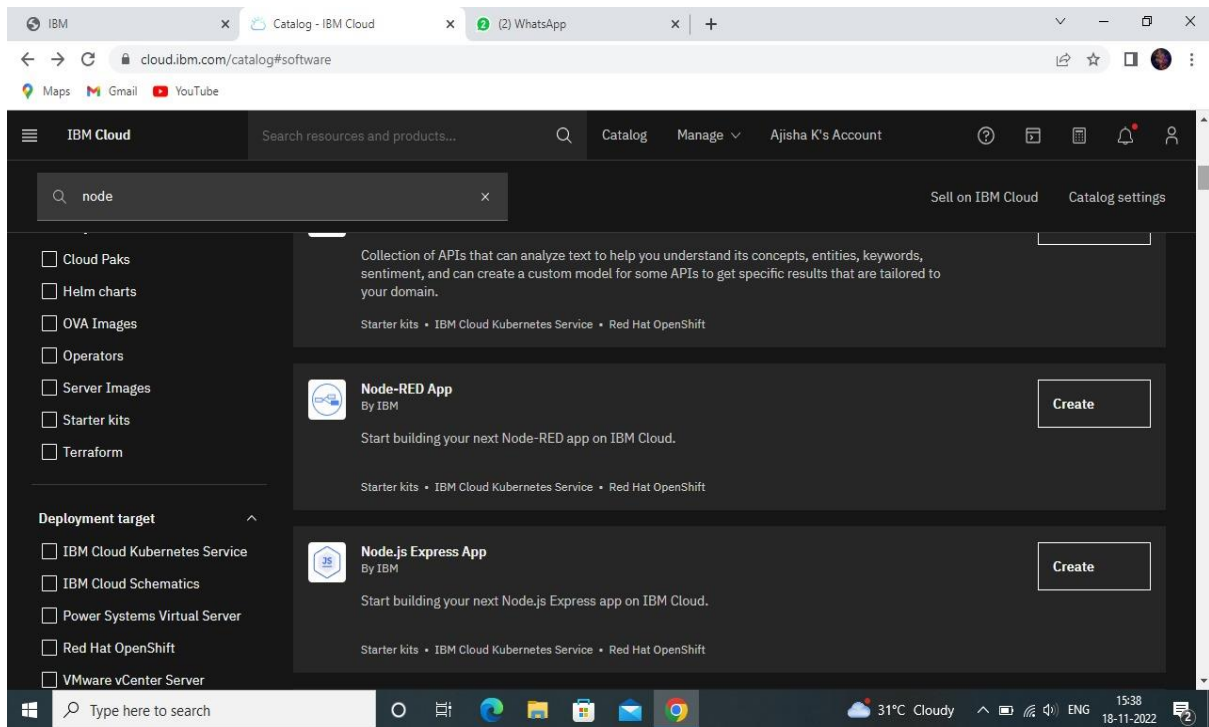 IBM
Catalog - IBM Cloud
2 (2) WhatsApp
cloud.ibm.com/catalog#software
Maps Gmail YouTube
IBM Cloud
Search resources and products...
Catalog Manage Ajisha K's Account
node
Sell on IBM Cloud Catalog settings
Cloud Paks
Helm charts
OVA Images
Operators
Server Images
Starter kits
Terraform
Deployment target
IBM Cloud Kubernetes Service
IBM Cloud Schematics
Power Systems Virtual Server
Red Hat OpenShift
VMware vCenter Server
Collection of APIs that can analyze text to help you understand its concepts, entities, keywords,
sentiment, and can create a custom model for some APIs to get specific results that are tailored to
your domain.
Starter kits • IBM Cloud Kubernetes Service • Red Hat OpenShift
Node-RED App
By IBM
Create
Start building your next Node-RED app on IBM Cloud.
Starter kits • IBM Cloud Kubernetes Service • Red Hat OpenShift
JS
Node.js Express App
By IBM
Create
Start building your next Node.js Express app on IBM Cloud.
Starter kits • IBM Cloud Kubernetes Service • Red Hat OpenShift
Type here to search
31°C Cloudy
ENG
15:38
18-11-2022
2